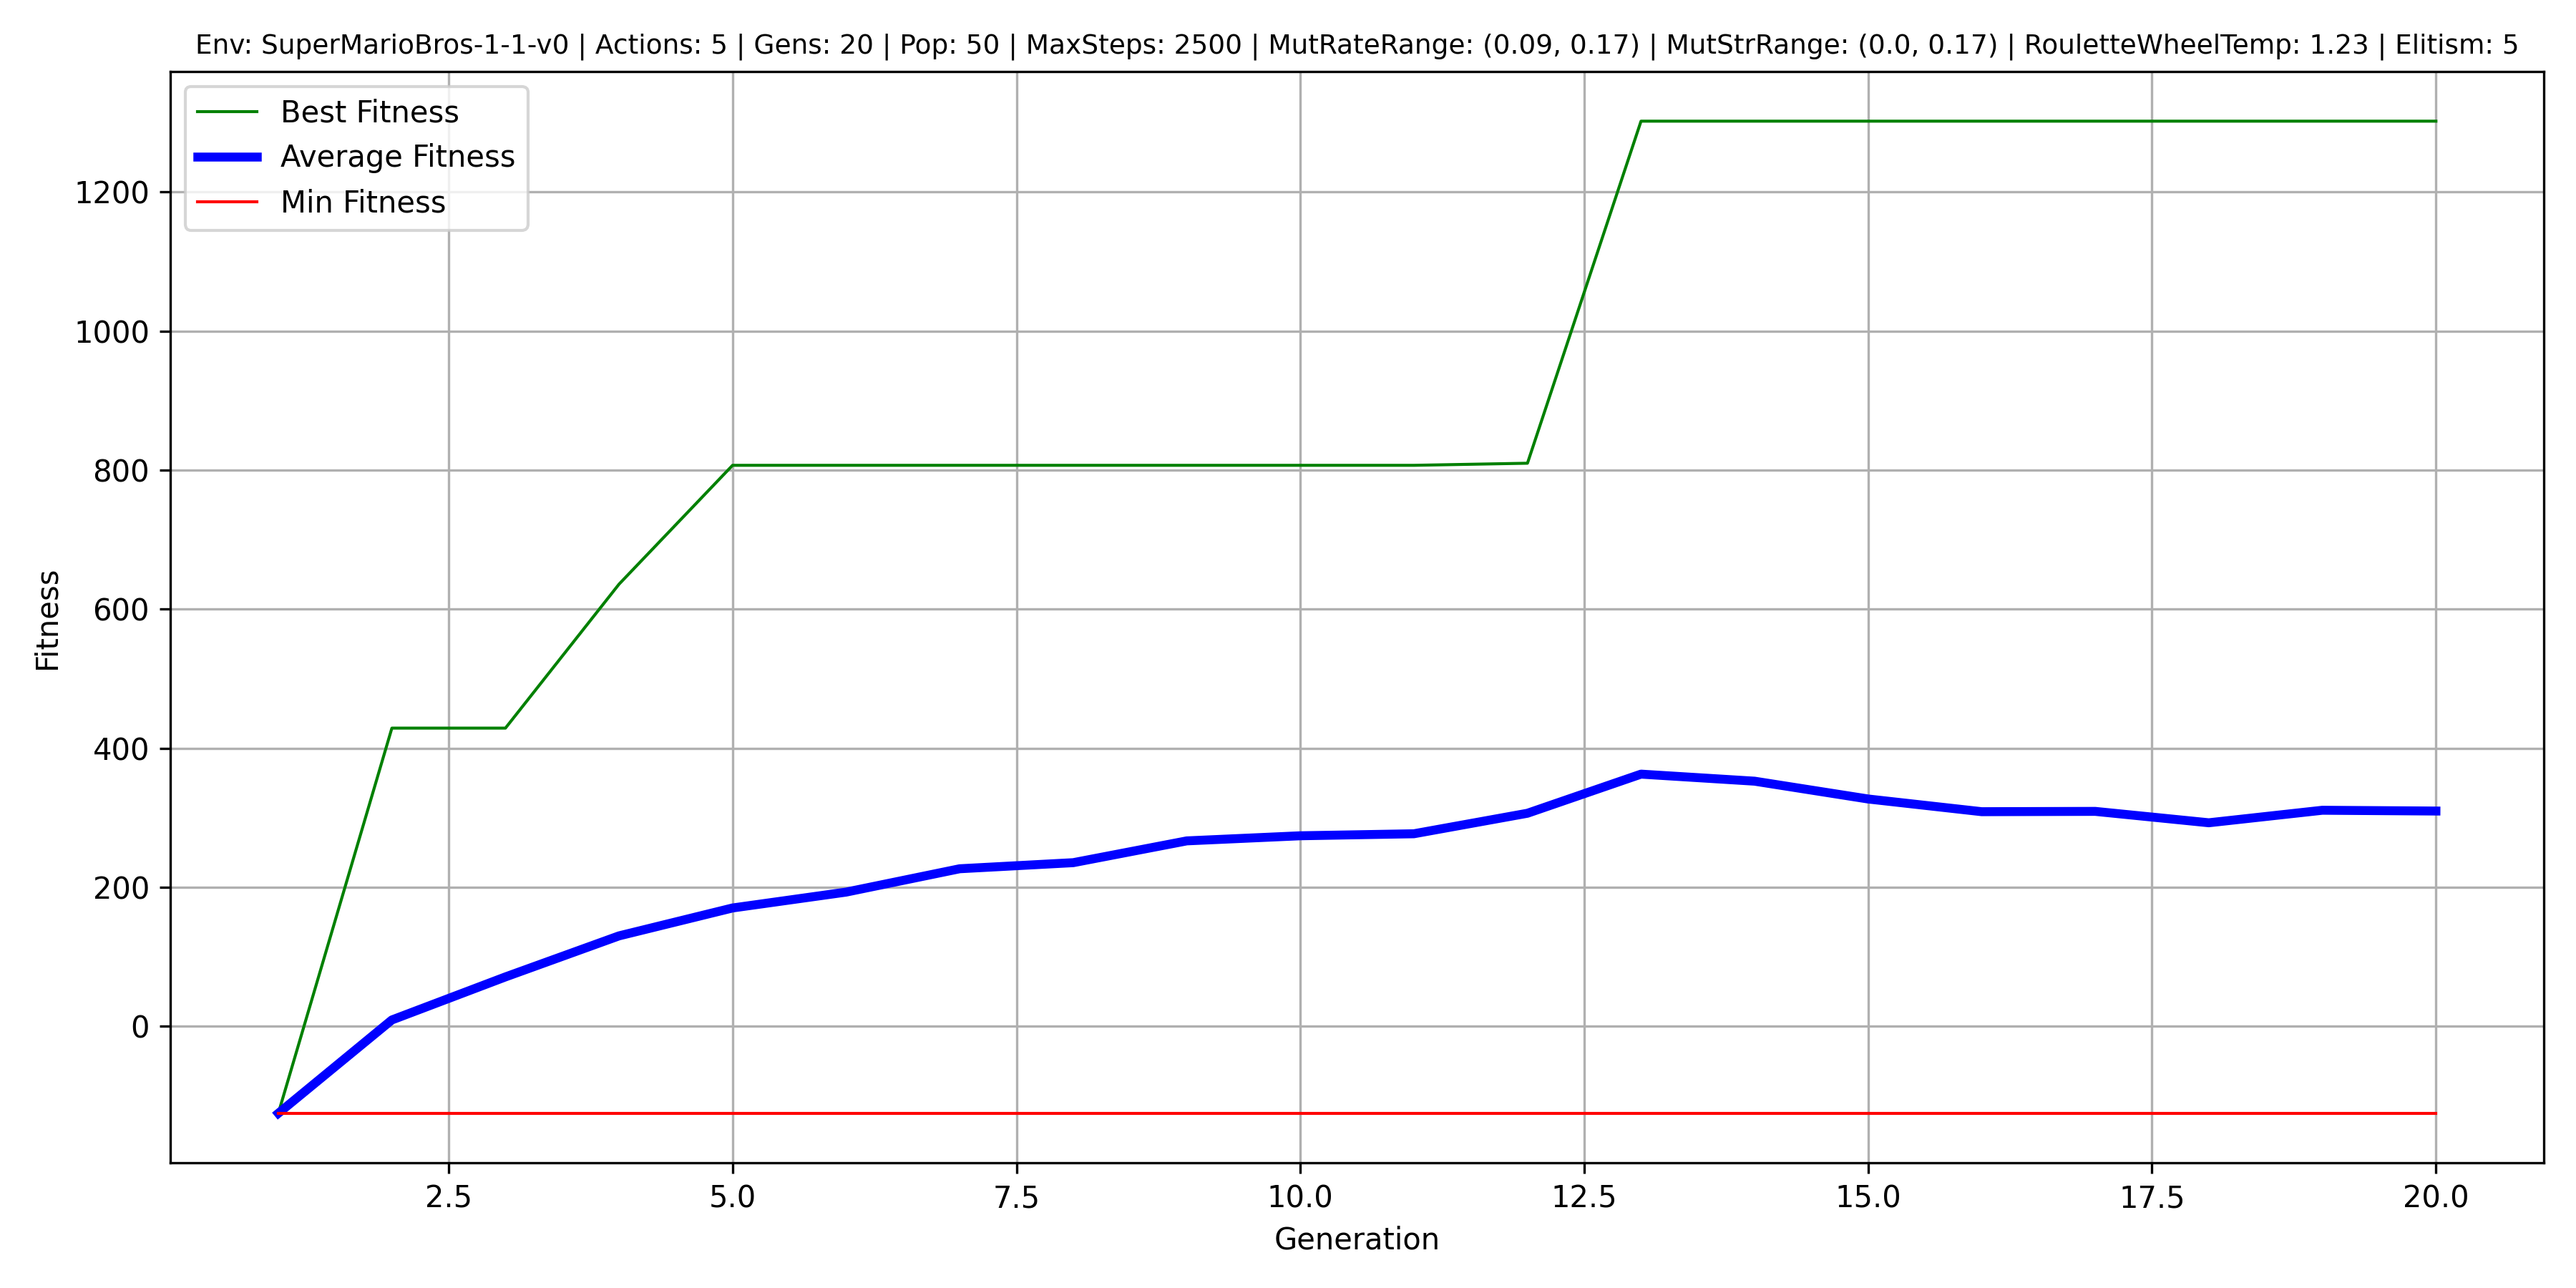 Env: SuperMarioBros-1-1-v0 | Actions: 5 | Gens: 20 | Pop: 50 | MaxSteps: 2500 | MutRateRange: (0.09, 0.17) | MutStrRange: (0.0, 0.17) | RouletteWheelTemp: 1.23 | Elitism: 5
Best Fitness
Average Fitness
Min Fitness
1200
1000
800
600
400
200
0
Fitness
2.5 5.0 7.5 10.0 12.5 15.0 17.5 20.0
Generation